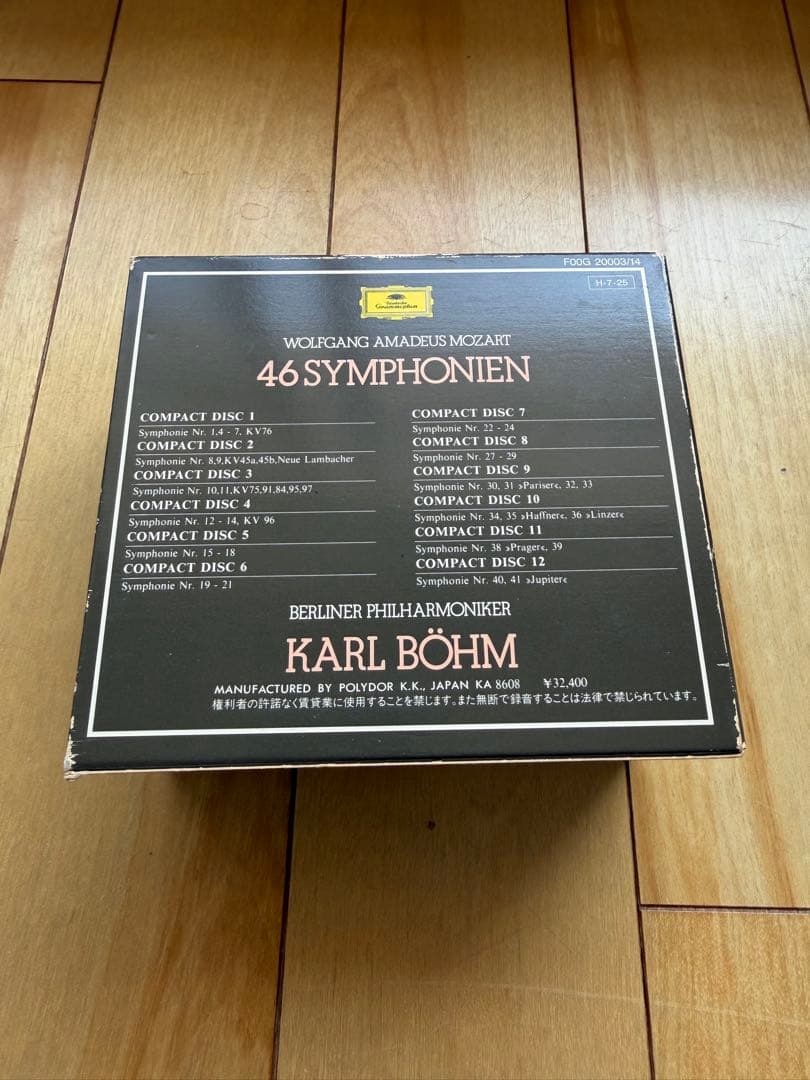 F00G 20003/14
H-7-25
Deutsche
Grammophon
WOLFGANG AMADEUS MOZART
46 SYMPHONIEN
COMPACT DISC 1
Symphonie Nr. 1,4 - 7, KV76
COMPACT DISC 2
Symphonie Nr. 8,9,KV45a,45b,Neue Lambacher
COMPACT DISC 3
Symphonie Nr. 10,11,KV75,91,84,95,97
COMPACT DISC 4
Symphonie Nr. 12 - 14, KV 96
COMPACT DISC 5
Symphonie Nr. 15 - 18
COMPACT DISC 6
Symphonie Nr. 19 - 21
COMPACT DISC 7
Symphonie Nr. 22 - 24
COMPACT DISC 8
Symphonie Nr. 27 - 29
COMPACT DISC 9
Symphonie Nr. 30, 31 »Pariser«, 32, 33
COMPACT DISC 10
Symphonie Nr. 34, 35 »Haffner«, 36 »Linzer«
COMPACT DISC 11
Symphonie Nr. 38 »Prager«, 39
COMPACT DISC 12
Symphonie Nr. 40, 41 »Jupiter«
BERLINER PHILHARMONIKER
KARL BÖHM
MANUFACTURED BY POLYDOR K.K., JAPAN KA 8608 ¥32,400
権利者の許諾なく賃貸業に使用することを禁じます。また無断で録音することは法律で禁じられています。